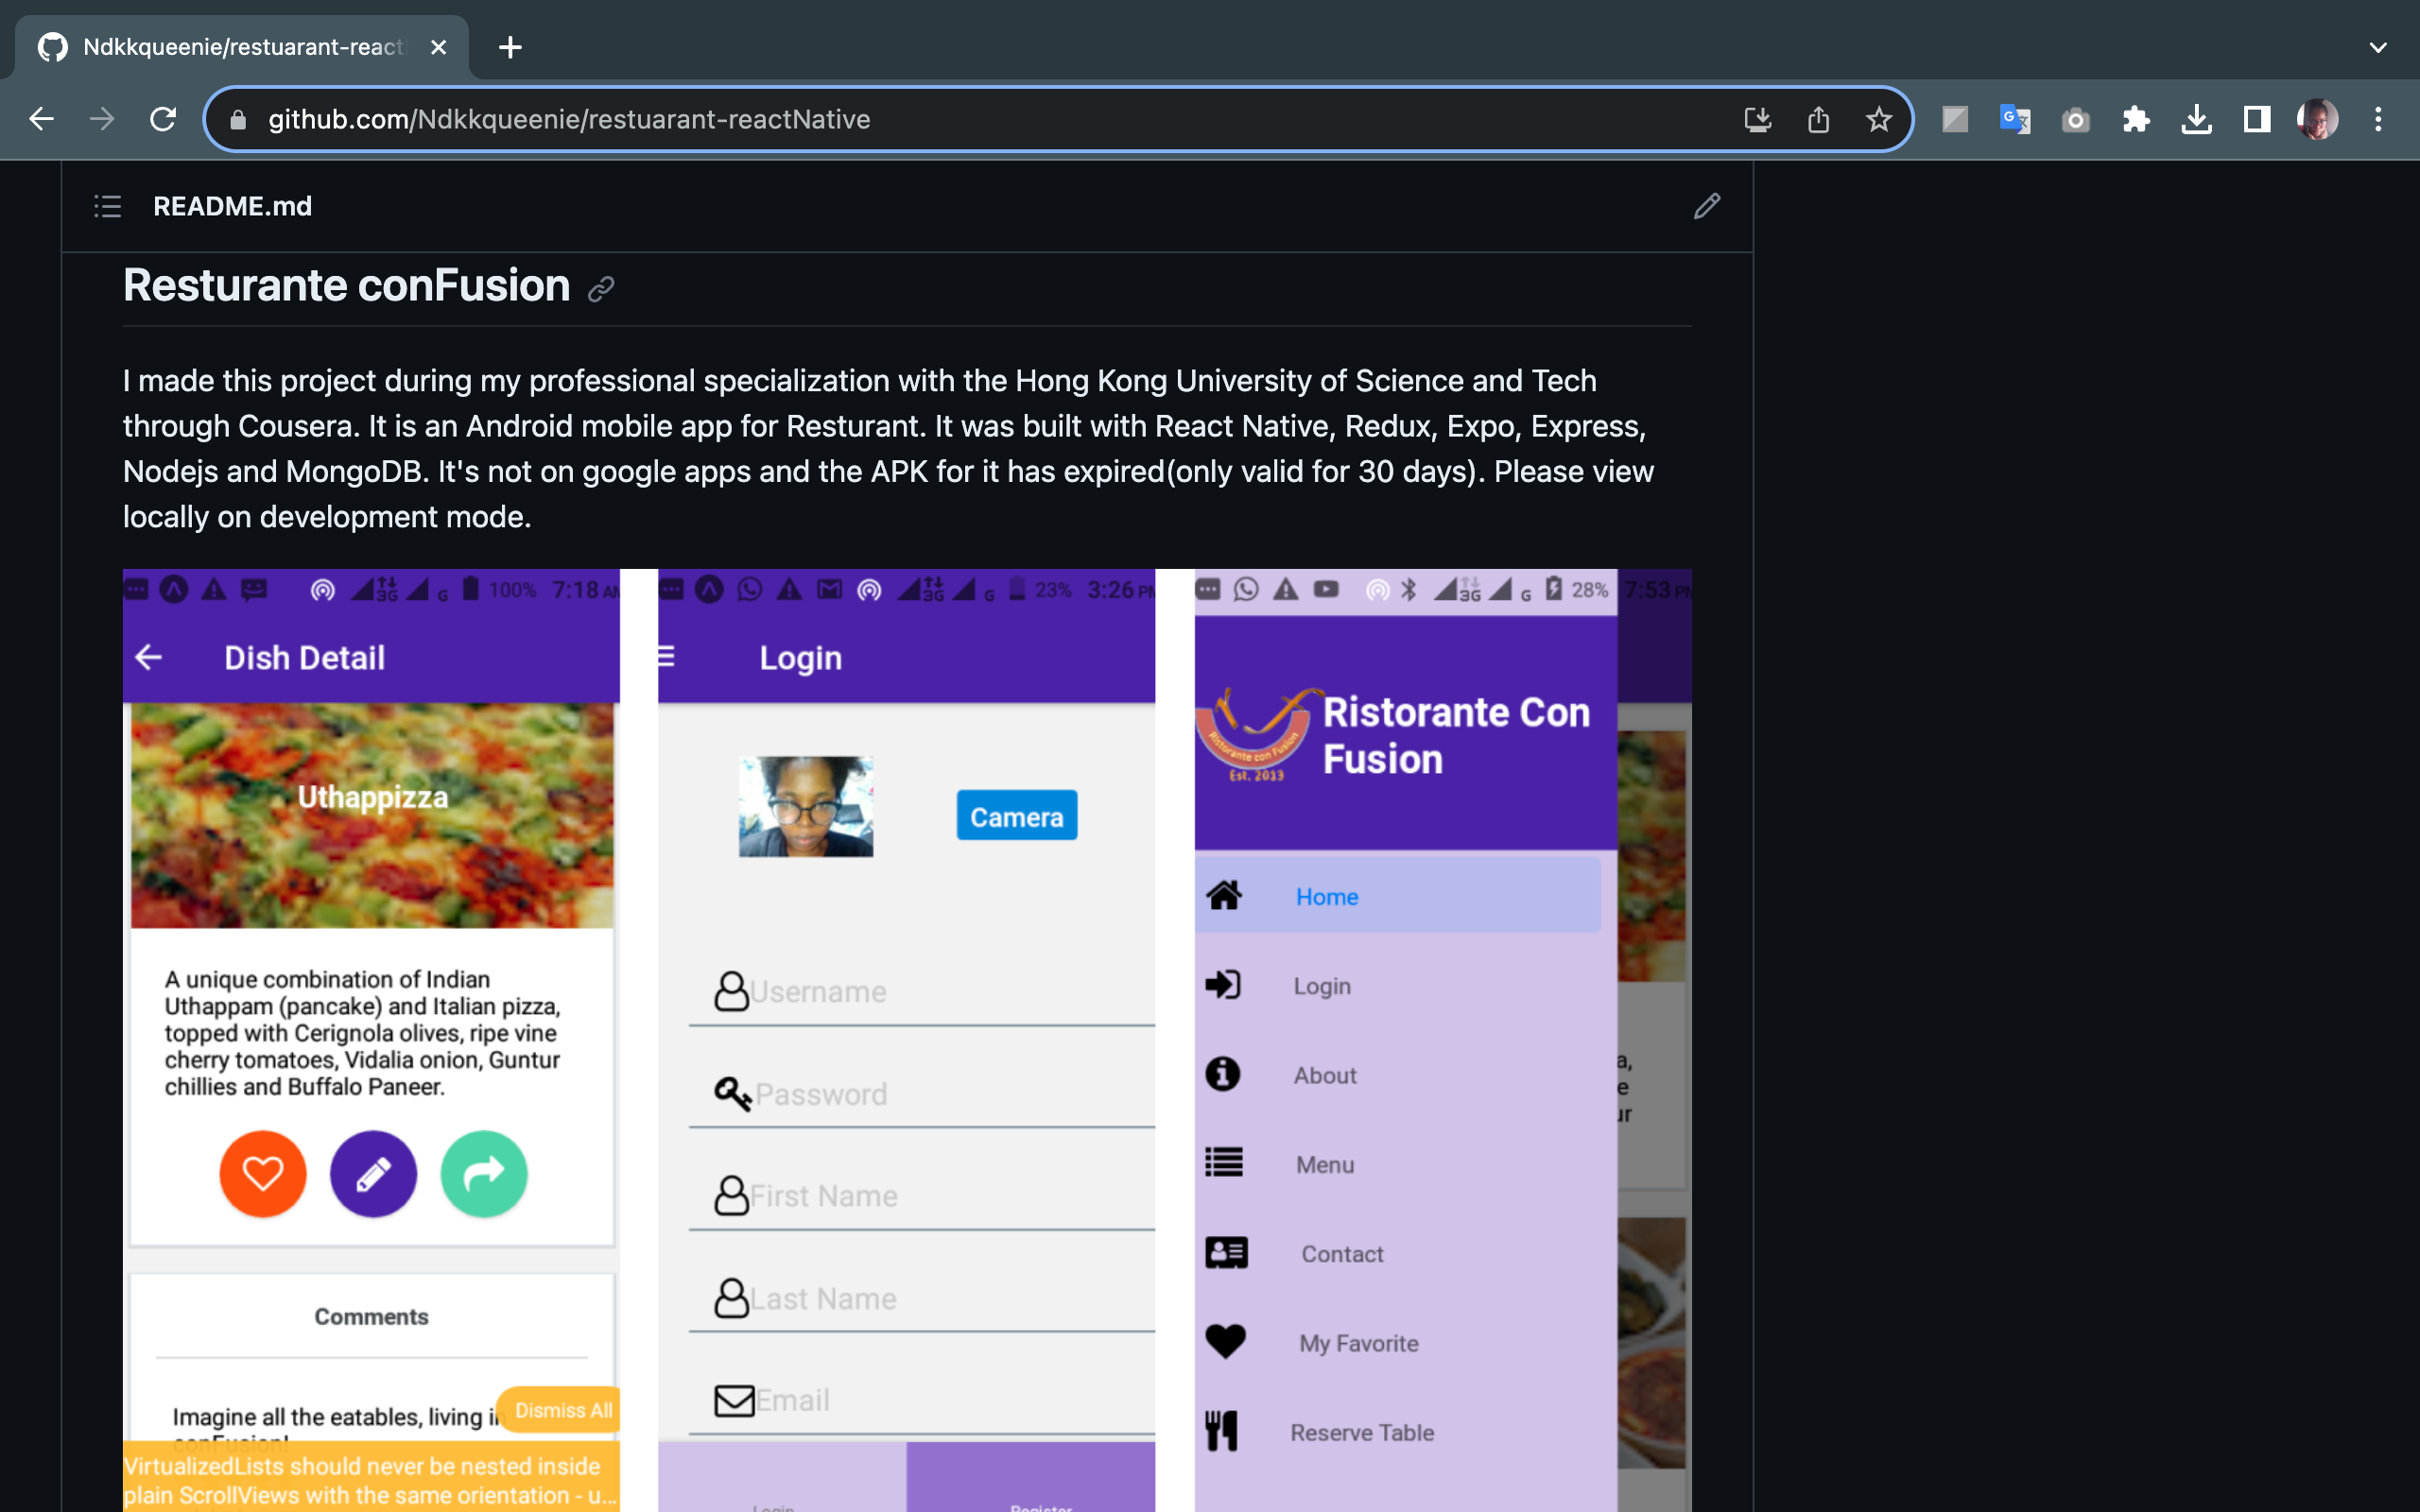 Ndkkqueenie/restuarant-react
github.com/Ndkkqueenie/restuarant-reactNative
README.md
Resturante conFusion
I made this project during my professional specialization with the Hong Kong University of Science and Tech
through Cousera. It is an Android mobile app for Resturant. It was built with React Native, Redux, Expo, Express,
Nodejs and MongoDB. It's not on google apps and the APK for it has expired(only valid for 30 days). Please view
locally on development mode.
3G G 100% 7:18 AM
Dish Detail
Uthappizza
A unique combination of Indian
Uthappam (pancake) and Italian pizza,
topped with Cerignola olives, ripe vine
cherry tomatoes, Vidalia onion, Guntur
chillies and Buffalo Paneer.
Comments
Imagine all the eatables, living in
conFusion!
Dismiss All
VirtualizedLists should never be nested inside
plain ScrollViews with the same orientation - u...
3G G 23% 3:26 PM
Login
Camera
Username
Password
First Name
Last Name
Email
Login
Register
3G G 28% 7:53 PM
Ristorante con Fusion
Est. 2013
Ristorante Con
Fusion
Home
Login
About
Menu
Contact
My Favorite
Reserve Table
a,
e
ur